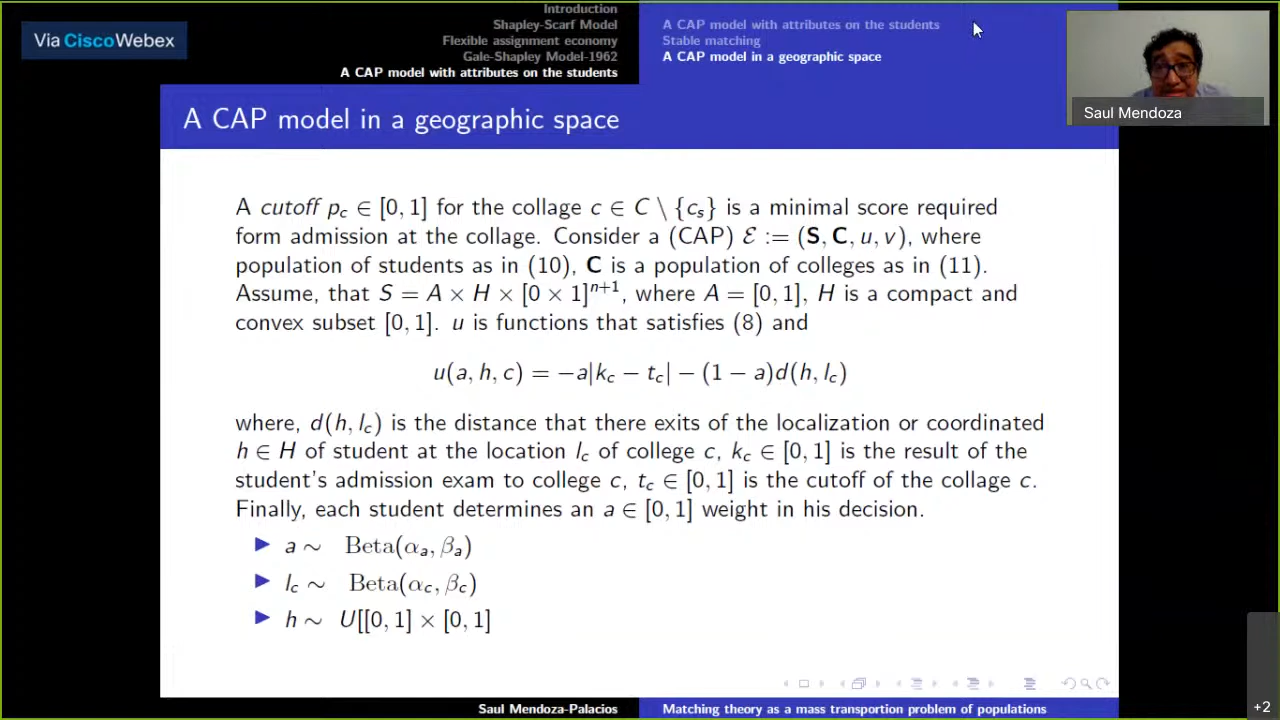 Via CiscoWebex
Introduction
Shapley-Scarf Model
Flexible assignment economy
Gale-Shapley Model-1962
A CAP model with attributes on the students
A CAP model with attributes on the students
Stable matching
A CAP model in a geographic space
Saul Mendoza
A CAP model in a geographic space
A cutoff p_c ∈ [0, 1] for the collage c ∈ C \ {c_s} is a minimal score required
form admission at the collage. Consider a (CAP) ℰ := (S, C, u, v), where
population of students as in (10), C is a population of colleges as in (11).
Assume, that S = A × H × [0 × 1]^{n+1}, where A = [0, 1], H is a compact and
convex subset [0, 1]. u is functions that satisfies (8) and
u(a, h, c) = −a|k_c − t_c| − (1 − a)d(h, l_c)
where, d(h, l_c) is the distance that there exits of the localization or coordinated
h ∈ H of student at the location l_c of college c, k_c ∈ [0, 1] is the result of the
student's admission exam to college c, t_c ∈ [0, 1] is the cutoff of the collage c.
Finally, each student determines an a ∈ [0, 1] weight in his decision.
▶ a ∼ Beta(α_a, β_a)
▶ l_c ∼ Beta(α_c, β_c)
▶ h ∼ U[[0, 1] × [0, 1]
Saul Mendoza-Palacios
Matching theory as a mass transportion problem of populations
+2